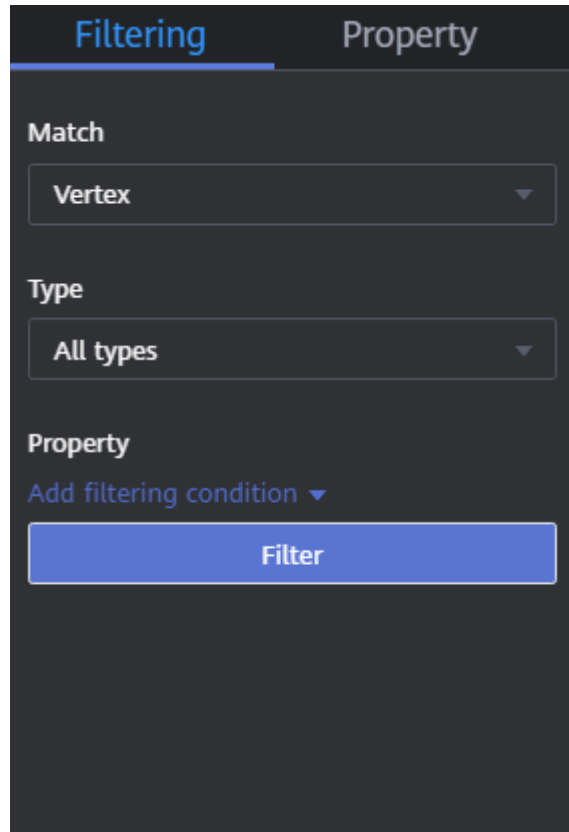 Filtering Property
Match
Vertex
Type
All types
Property
Add filtering condition
Filter